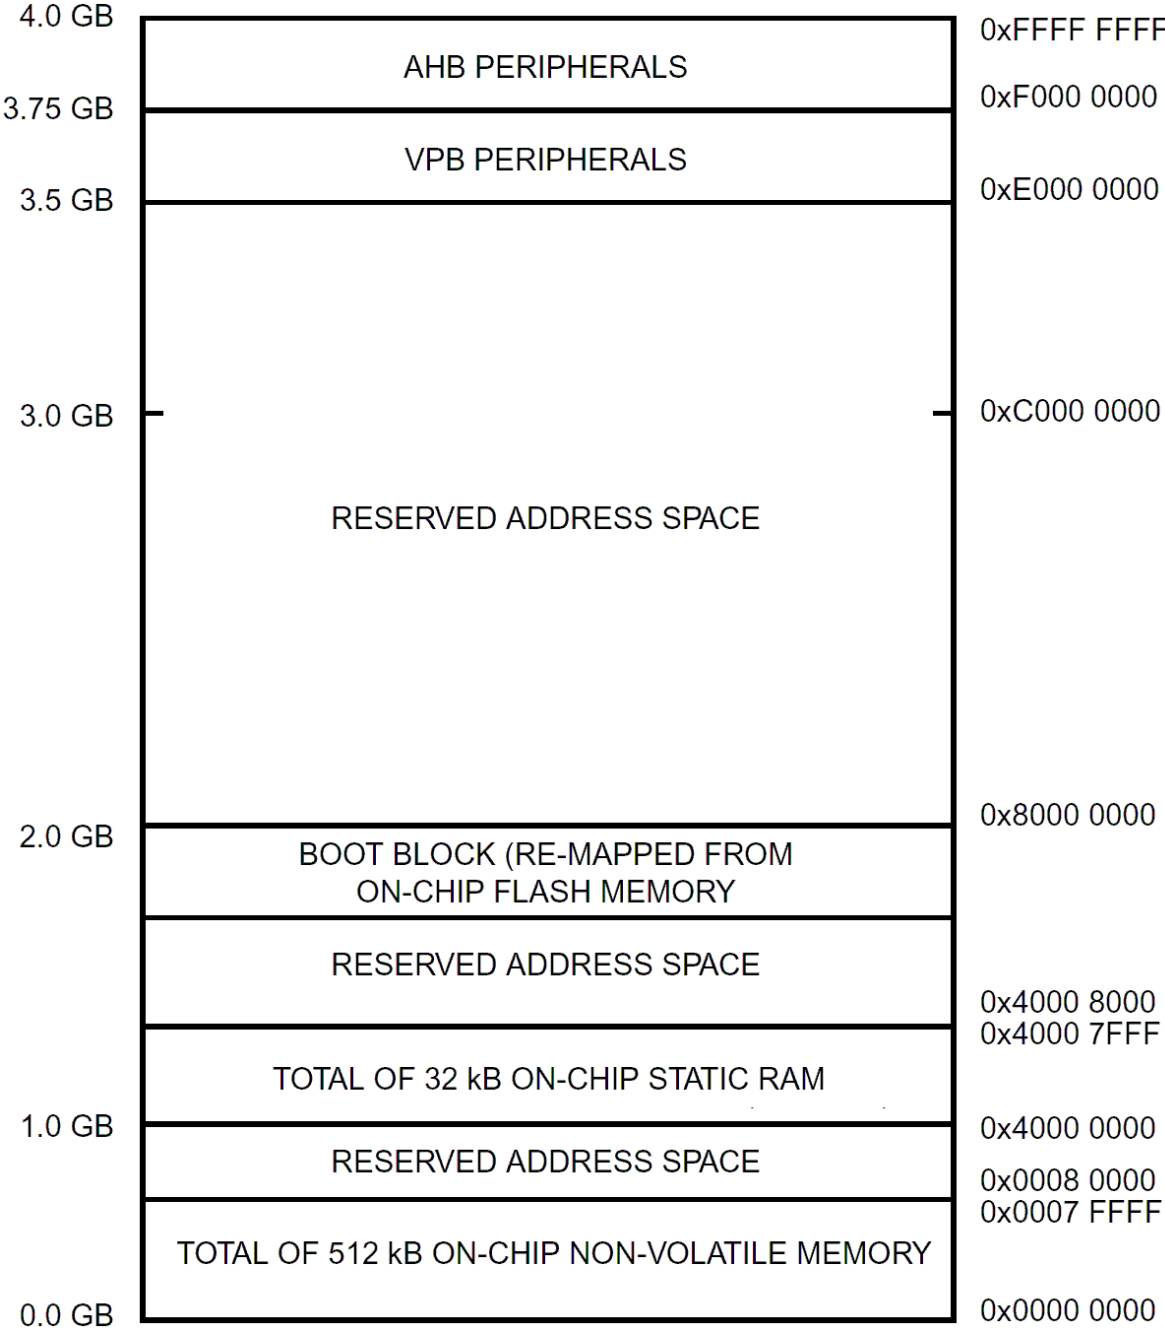 4.0 GB
0xFFFF FFFF
AHB PERIPHERALS
3.75 GB
0xF000 0000
VPB PERIPHERALS
3.5 GB
0xE000 0000
3.0 GB
0xC000 0000
RESERVED ADDRESS SPACE
2.0 GB
0x8000 0000
BOOT BLOCK (RE-MAPPED FROM
ON-CHIP FLASH MEMORY
RESERVED ADDRESS SPACE
0x4000 8000
0x4000 7FFF
TOTAL OF 32 kB ON-CHIP STATIC RAM
1.0 GB
0x4000 0000
RESERVED ADDRESS SPACE
0x0008 0000
0x0007 FFFF
TOTAL OF 512 kB ON-CHIP NON-VOLATILE MEMORY
0.0 GB
0x0000 0000